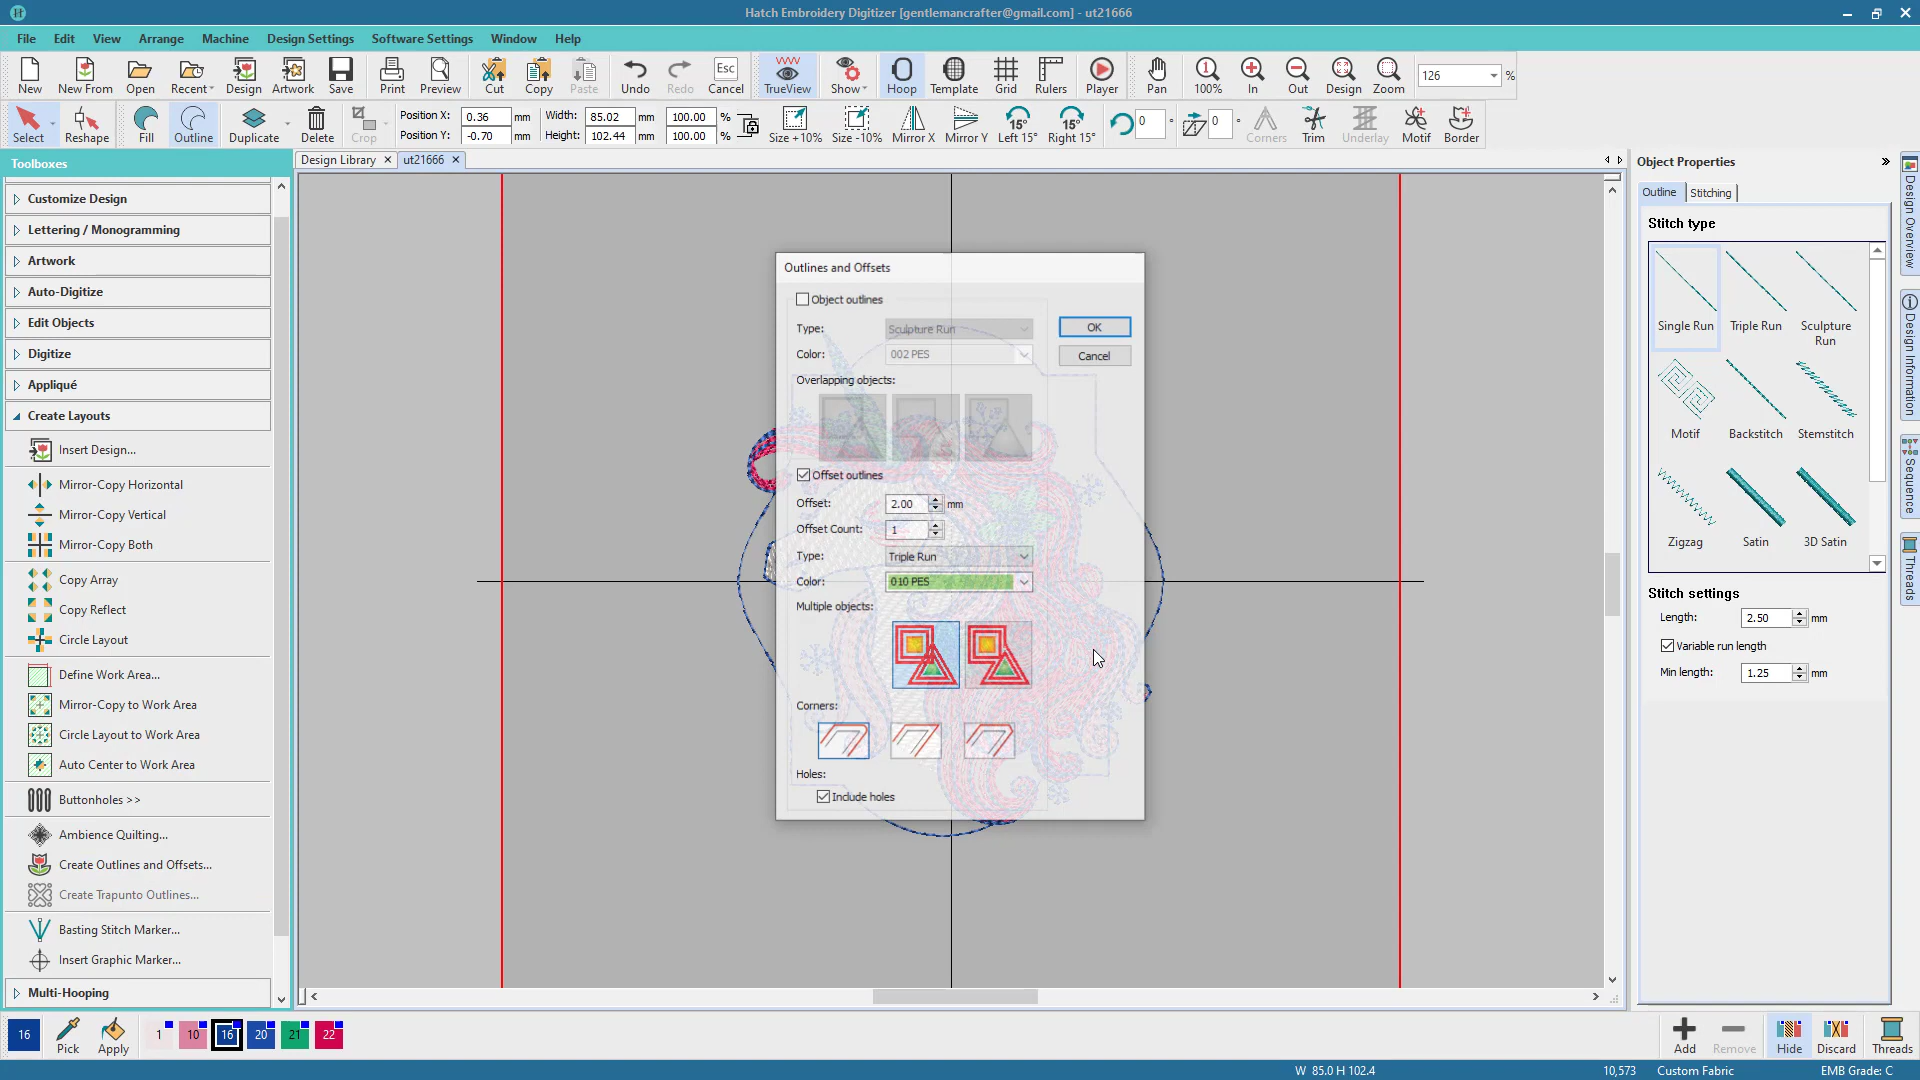 Hatch Embroidery Digitizer [gentlemancrafter@gmail.com] - ut21666
File Edit View Arrange Machine Design Settings Software Settings Window Help
New New From Open Recent Design Artwork Save Print Preview Cut Copy Paste Undo Redo Esc Cancel TrueView Show Hoop Template Grid Rulers Player Pan 1 100% In Out Design Zoom 126 %
Select Reshape Fill Outline Duplicate Delete Crop
Position X: 0.36 mm Width: 85.02 mm 100.00 %
Position Y: -0.70 mm Height: 102.44 mm 100.00 %
Size +10% Size -10% Mirror X Mirror Y 15° Left 15° 15° Right 15° 0 ° 0 ° Corners Trim Underlay Motif Border
Toolboxes
Customize Design
Lettering / Monogramming
Artwork
Auto-Digitize
Edit Objects
Digitize
Appliqué
Create Layouts
Insert Design...
Mirror-Copy Horizontal
Mirror-Copy Vertical
Mirror-Copy Both
Copy Array
Copy Reflect
Circle Layout
Define Work Area...
Mirror-Copy to Work Area
Circle Layout to Work Area
Auto Center to Work Area
Buttonholes >>
Ambience Quilting...
Create Outlines and Offsets...
Create Trapunto Outlines...
Basting Stitch Marker...
Insert Graphic Marker...
Multi-Hooping
Design Library ut21666
Outlines and Offsets
Object outlines
Type: Sculpture Run
OK
Color: 002 PES
Cancel
Overlapping objects:
Offset outlines
Offset: 2.00 mm
Offset Count: 1
Type: Triple Run
Color: 010 PES
Multiple objects:
Corners:
Holes:
Include holes
Object Properties
Outline Stitching
Stitch type
Single Run Triple Run Sculpture Run
Motif Backstitch Stemstitch
Zigzag Satin 3D Satin
Stitch settings
Length: 2.50 mm
Variable run length
Min length: 1.25 mm
Design Overview
Design Information
Sequence
Threads
16 Pick Apply 1 10 16 20 21 22
Add Remove Hide Discard Threads
W 85.0 H 102.4 10,573 Custom Fabric EMB Grade: C